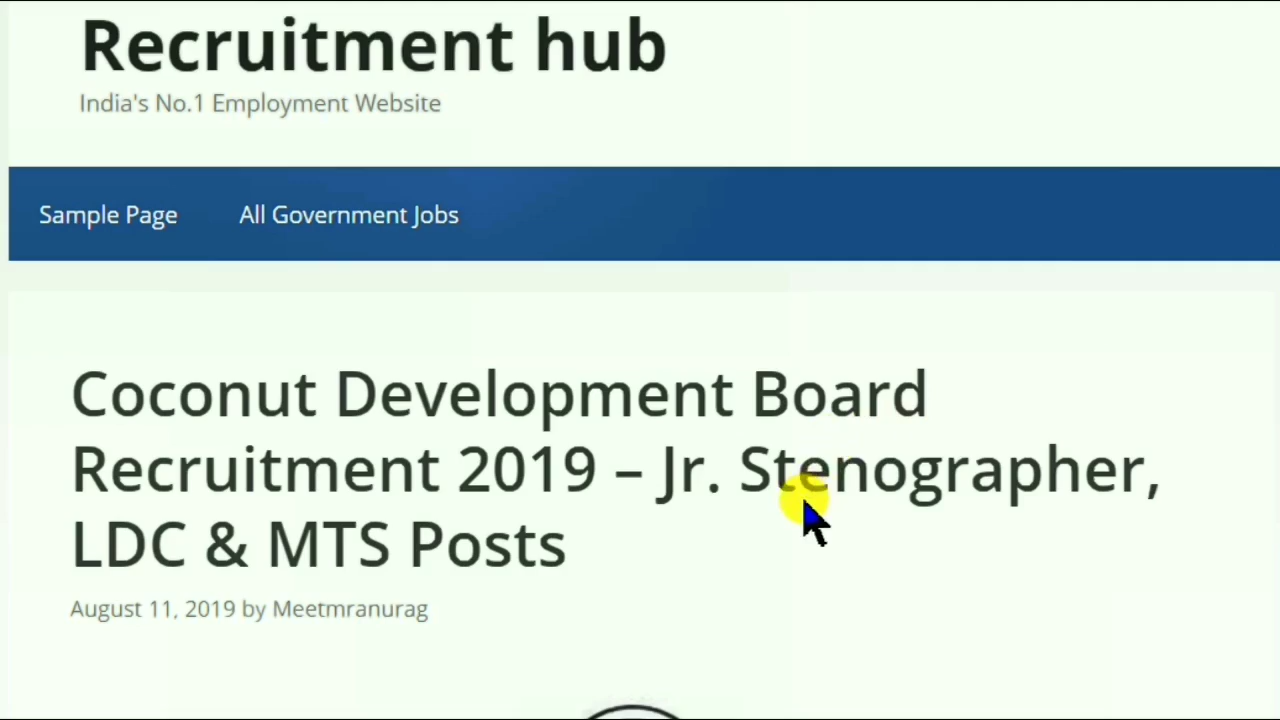 Recruitment hub
India's No.1 Employment Website
Sample Page All Government Jobs
Coconut Development Board
Recruitment 2019 – Jr. Stenographer,
LDC & MTS Posts
August 11, 2019 by Meetmranurag